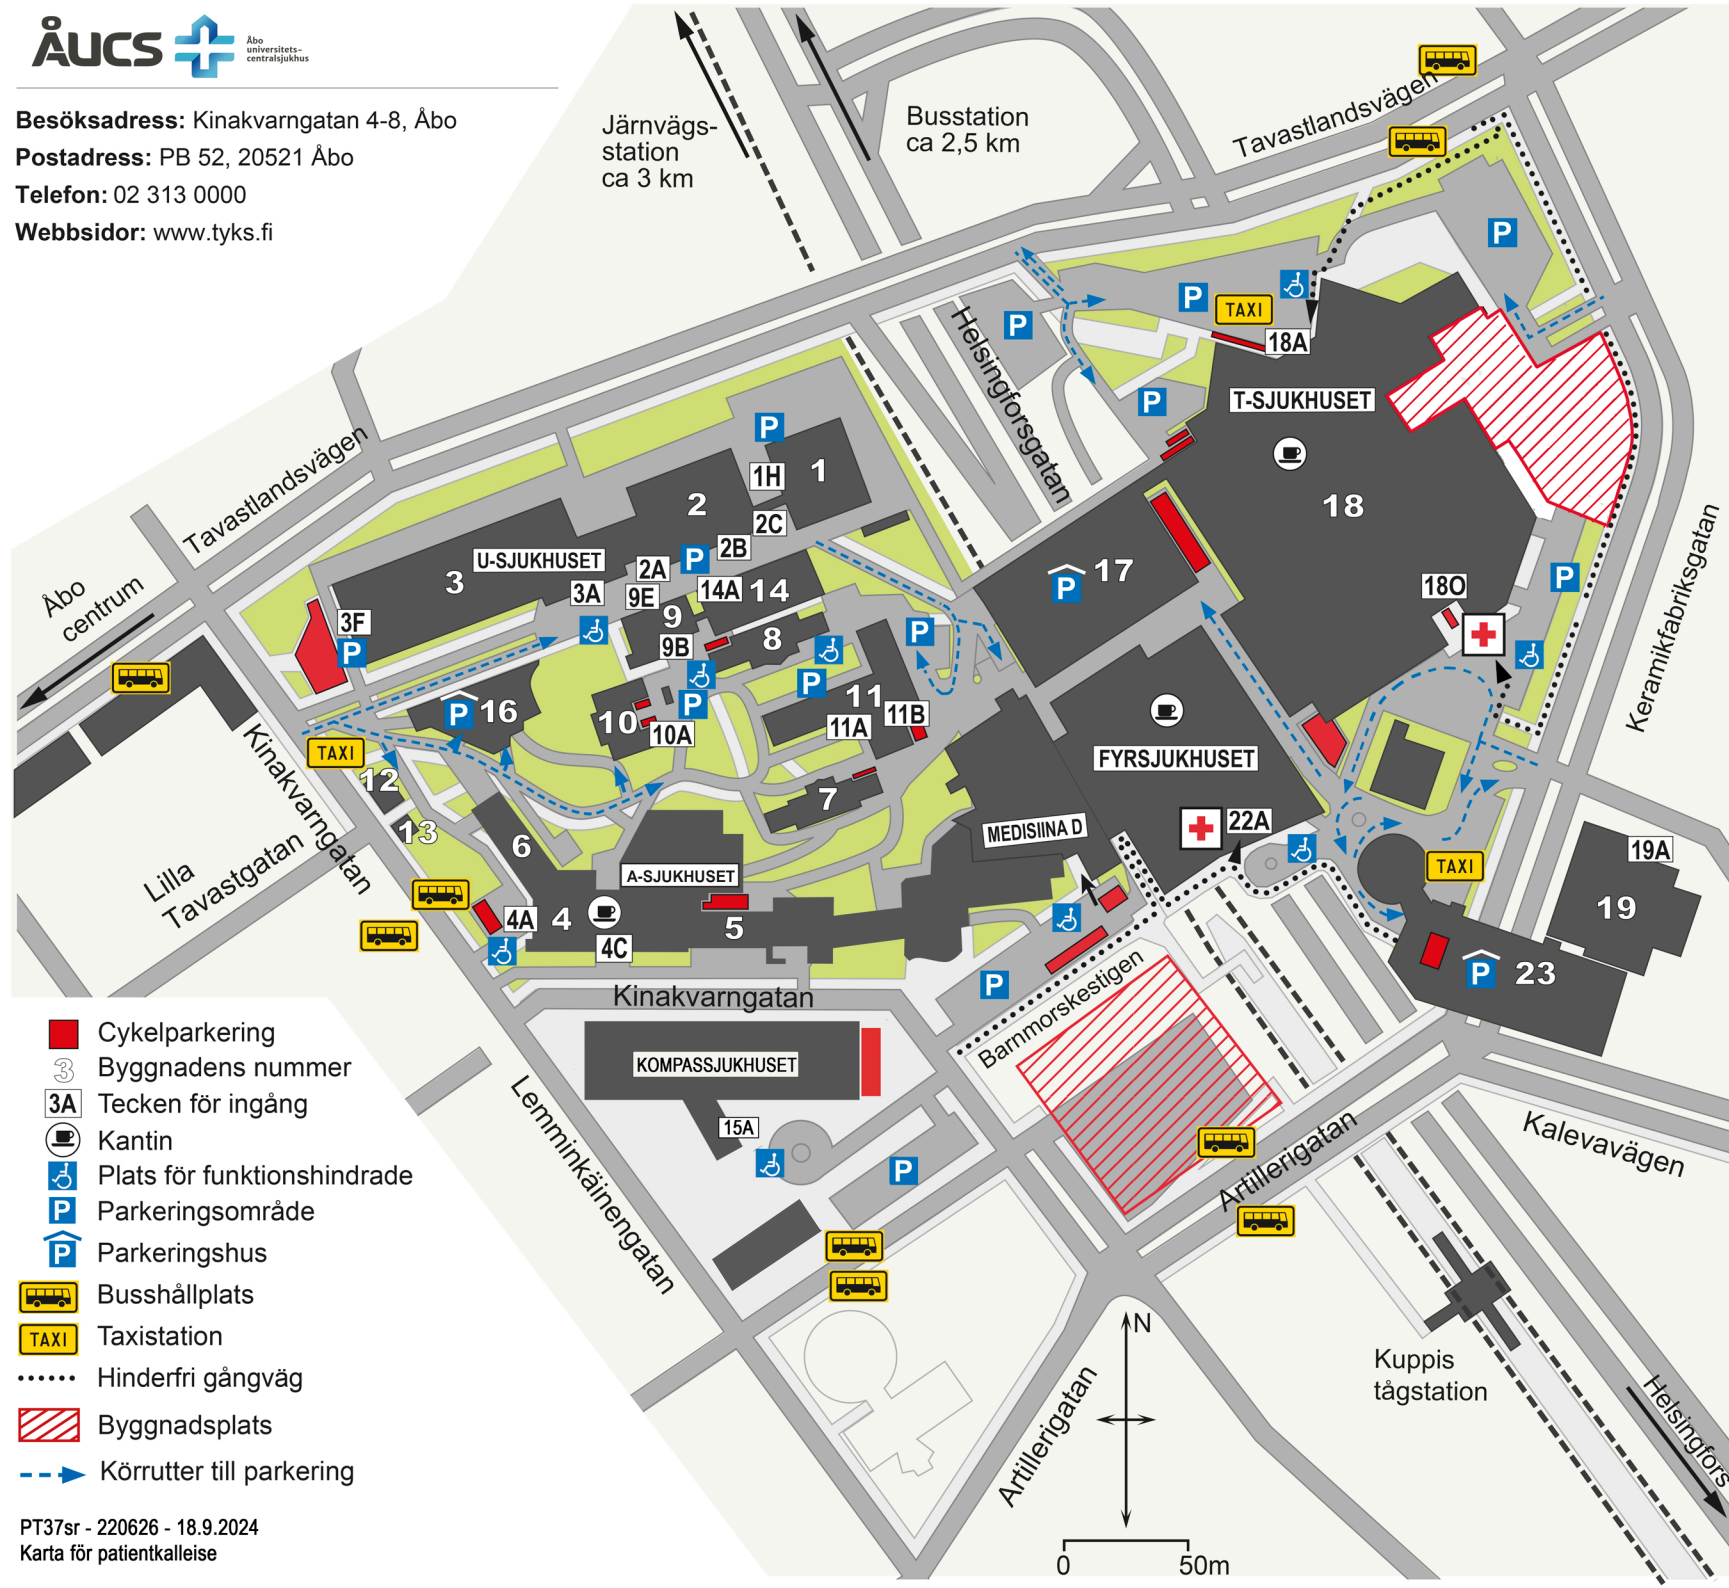 ÅUCS
Åbo
universitets-
centralsjukhus
Besöksadress: Kinakvarngatan 4-8, Åbo
Postadress: PB 52, 20521 Åbo
Telefon: 02 313 0000
Webbsidor: www.tyks.fi
Järnvägs-
station
ca 3 km
Busstation
ca 2,5 km
Tavastlandsvägen
P
P
P
TAXI
18A
P
Helsingforsgatan
P
T-SJUKHUSET
18
Tavastlandsvägen
P
1H
1
2
2C
2B
U-SJUKHUSET
3
2A
P
3A
9E
14A
14
9
9B
8
3F
P
P
17
18O
P
Keramikfabriksgatan
Åbo
centrum
P
16
10
10A
P
P
11
11A
11B
P
TAXI
Kinakvarngatan
12
13
6
7
FYRSJUKHUSET
MEDISIINA D
22A
A-SJUKHUSET
Lilla
Tavastgatan
4A
4
4C
5
TAXI
19A
19
P
23
P
Kinakvarngatan
Barnmorskestigen
KOMPASSJUKHUSET
15A
P
Lemminkäinengatan
Artillerigatan
Kalevavägen
Kuppis
tågstation
Helsingfors
Artillerigatan
N
0 50m
Cykelparkering
3 Byggnadens nummer
3A Tecken för ingång
Kantin
Plats för funktionshindrade
P Parkeringsområde
P Parkeringshus
Busshållplats
TAXI Taxistation
Hinderfri gångväg
Byggnadsplats
Körrutter till parkering
PT37sr - 220626 - 18.9.2024
Karta för patientkalleise